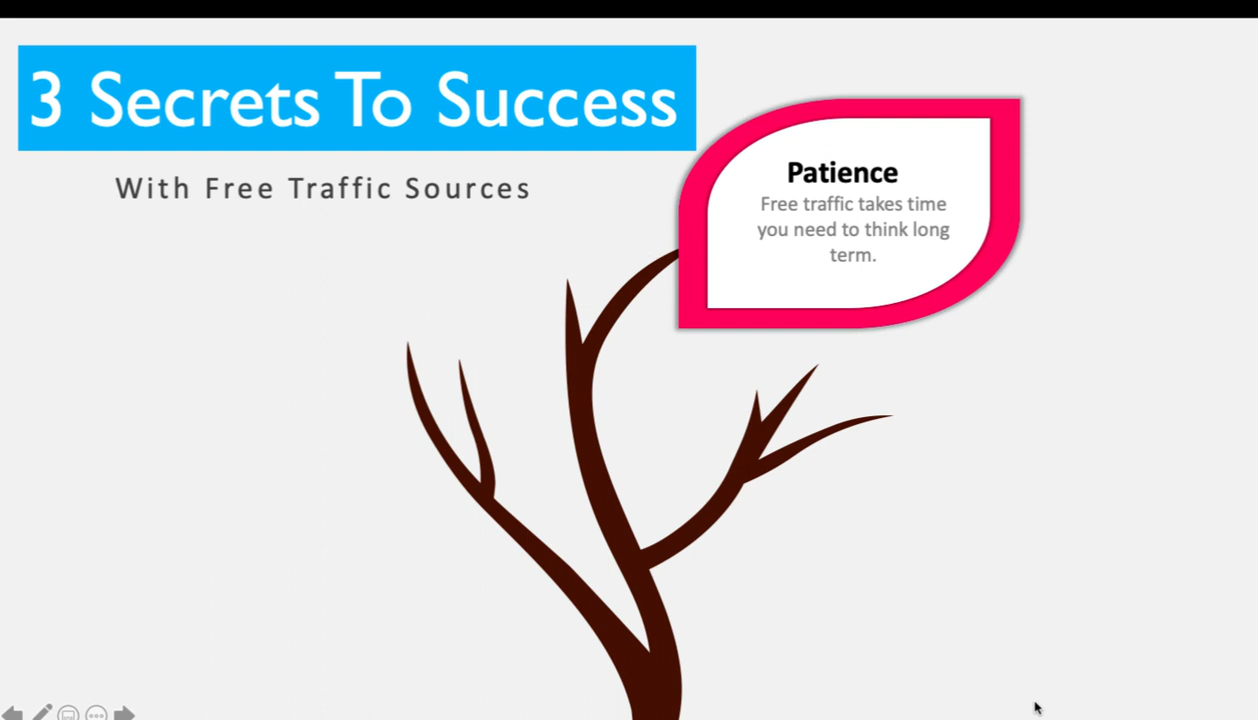 3 Secrets To Success
With Free Traffic Sources
Patience
Free traffic takes time
you need to think long
term.